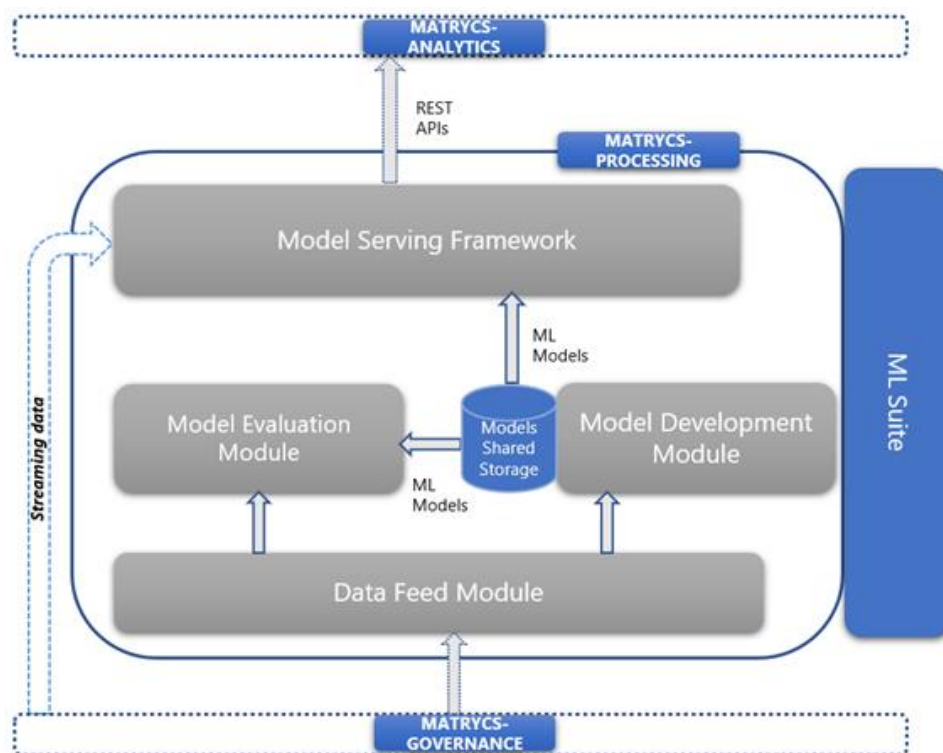 MATRYCS-
ANALYTICS
REST
APIs
MATRYCS-
PROCESSING
Model Serving Framework
ML
Models
Streaming data
Model Evaluation
Module
Models
Shared
Storage
Model Development
Module
ML
Models
ML Suite
Data Feed Module
MATRYCS-
GOVERNANCE